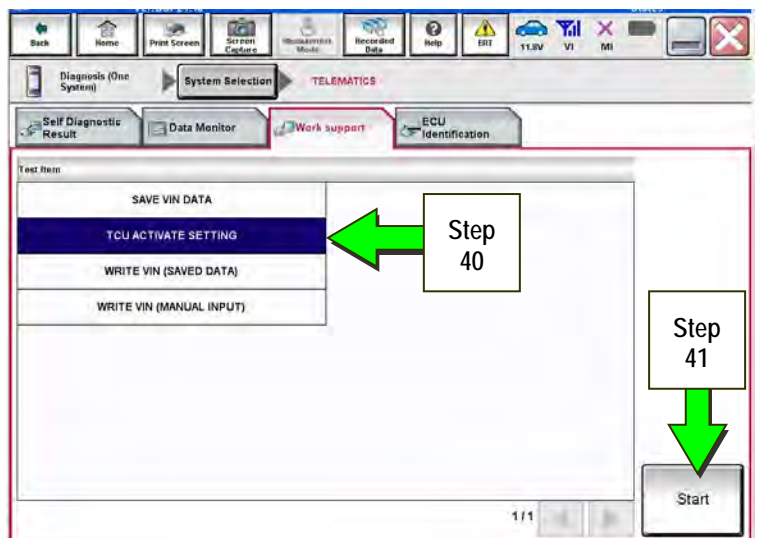 Back
Home
Print Screen
Screen
Capture
Measurement
Mode
Recorded
Data
Help
ERT
11.8V
VI
MI
Diagnosis (One
System)
System Selection
TELEMATICS
Self Diagnostic
Result
Data Monitor
Work support
ECU
Identification
Test Item
SAVE VIN DATA
TCU ACTIVATE SETTING
WRITE VIN (SAVED DATA)
WRITE VIN (MANUAL INPUT)
Step
40
Step
41
Start
1/1